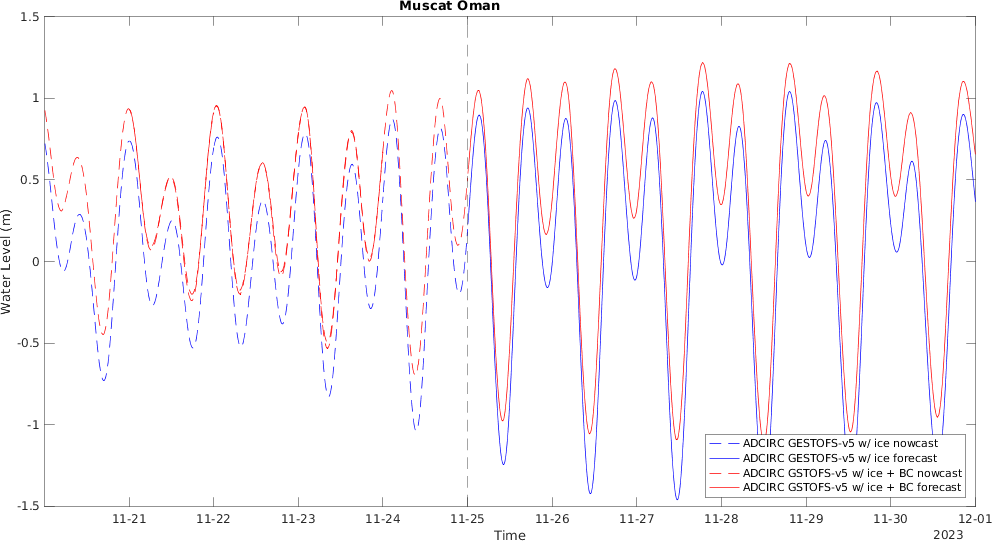 Muscat Oman
1.5
1
0.5
0
-0.5
-1
-1.5
Water Level (m)
ADCIRC GESTOFS-v5 w/ ice nowcast
ADCIRC GESTOFS-v5 w/ ice forecast
ADCIRC GSTOFS-v5 w/ ice + BC nowcast
ADCIRC GSTOFS-v5 w/ ice + BC forecast
11-21 11-22 11-23 11-24 11-25 11-26 11-27 11-28 11-29 11-30 12-01
Time
2023